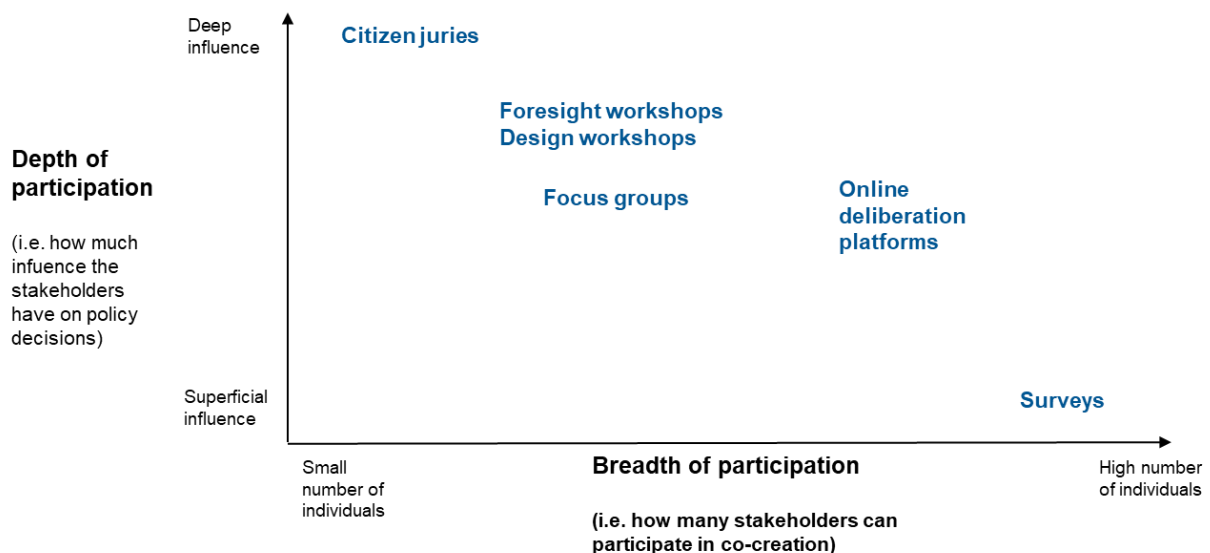 Deep
influence
Citizen juries
Foresight workshops
Design workshops
Depth of
participation
Focus groups
Online
deliberation
platforms
(i.e. how much
infuence the
stakeholders
have on policy
decisions)
Superficial
influence
Surveys
Small
number of
individuals
Breadth of participation
High number
of individuals
(i.e. how many stakeholders can
participate in co-creation)